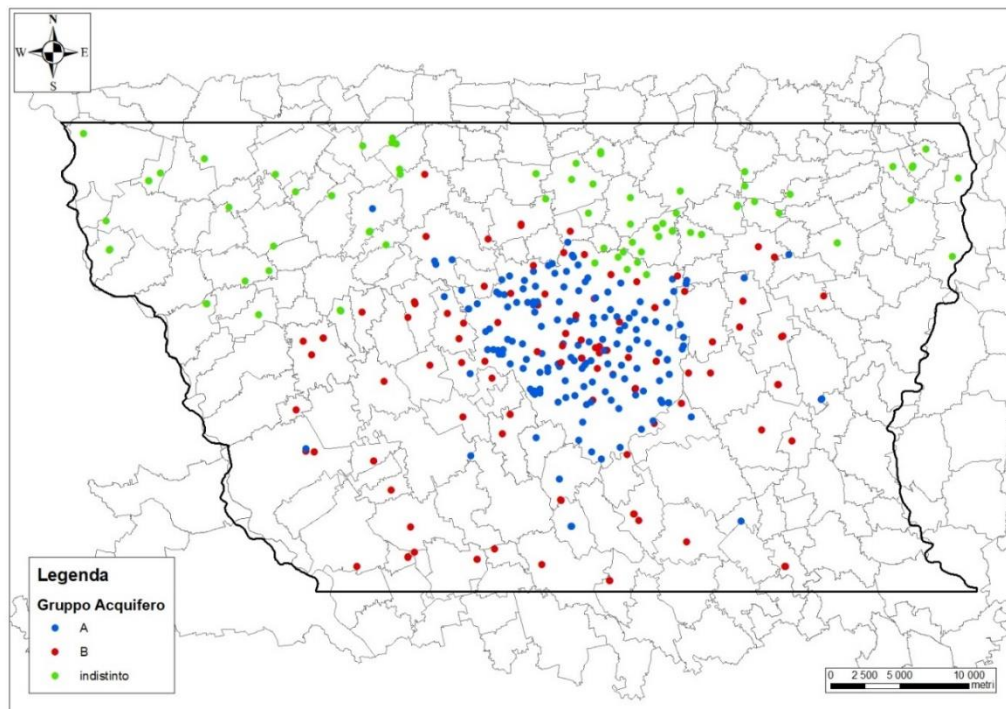 N
W E
S
Legenda
Gruppo Acquifero
A
B
indistinto
0 2 500 5 000 10 000
metri